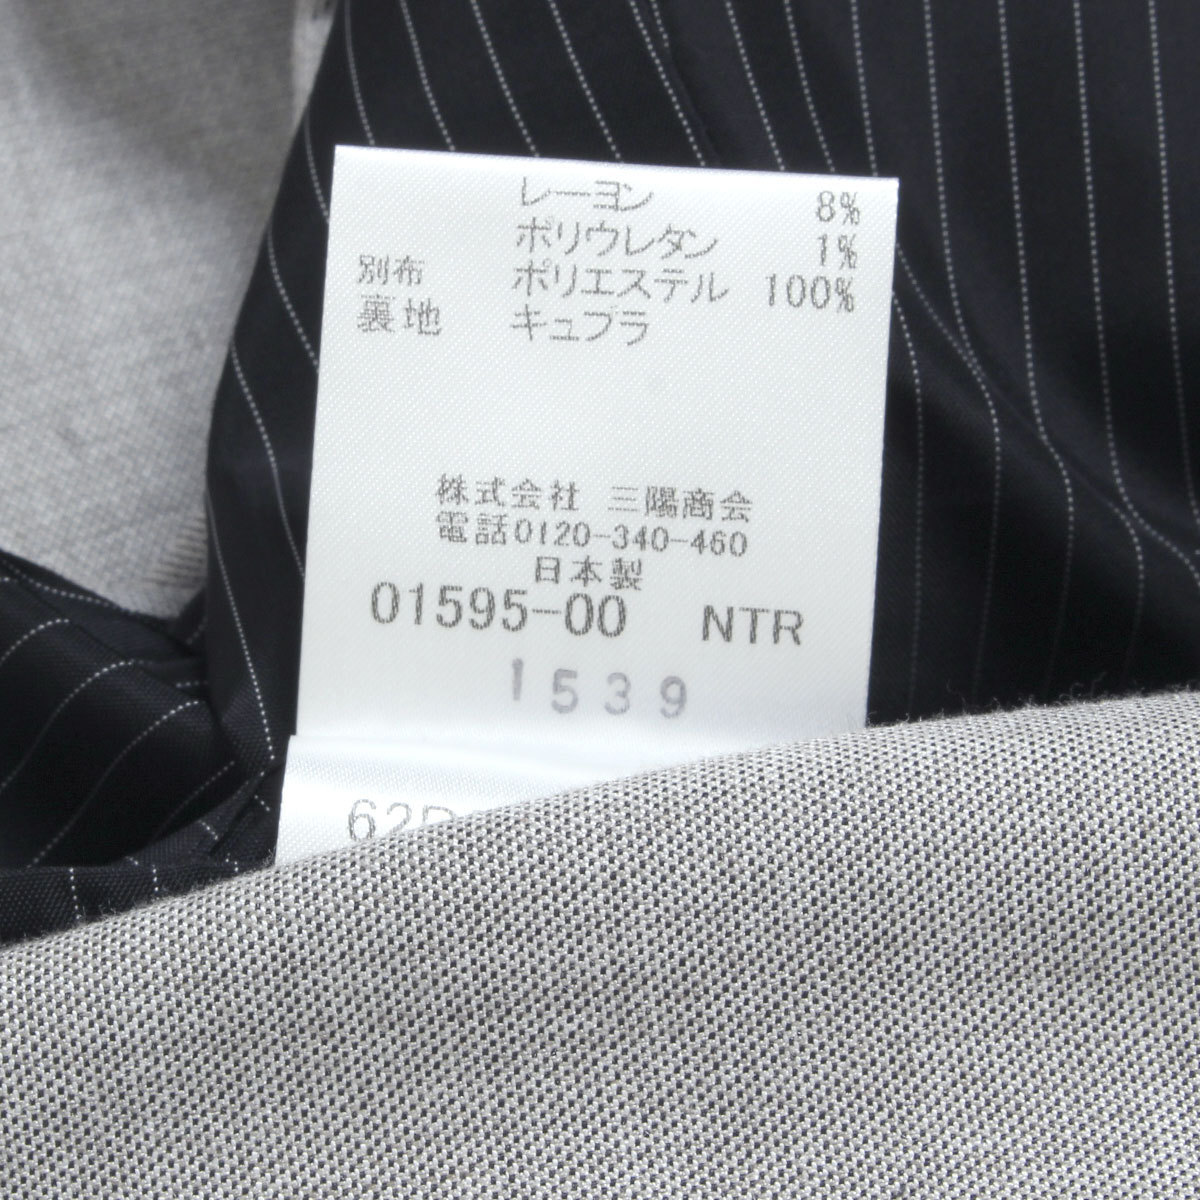 レーヨン 8%
ポリウレタン 1%
別布 ポリエステル 100%
裏地 キュプラ
株式会社 三陽商会
電話0120-340-460
日本製
01595-00 NTR
1539